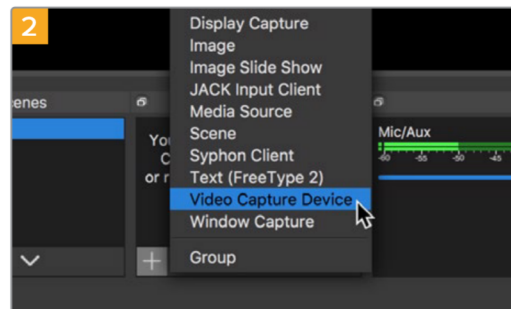 2
Display Capture
Image
Image Slide Show
JACK Input Client
Media Source
Scene
Syphon Client
Text (FreeType 2)
Video Capture Device
Window Capture
Group
enes
You
C
or r
Mic/Aux
-60 -55 -50 -45